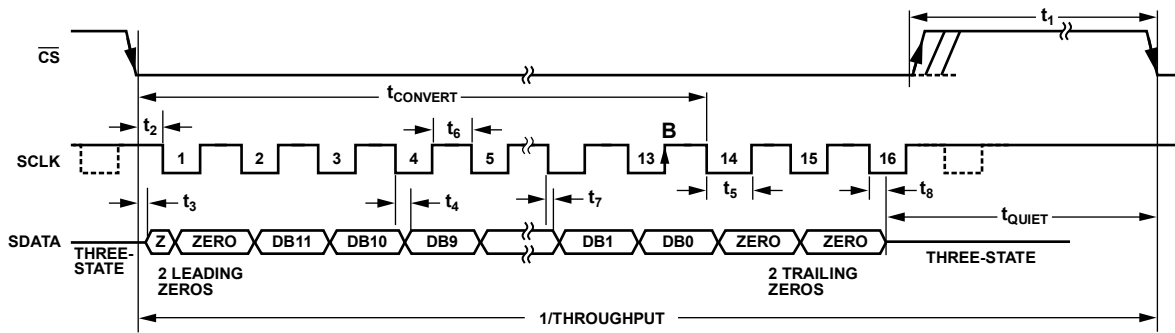 t1
CS
tCONVERT
t2
t6
B
SCLK
1
2
3
4
5
13
14
15
16
t3
t4
t7
t5
t8
tQUIET
SDATA
Z
ZERO
DB11
DB10
DB9
DB1
DB0
ZERO
ZERO
THREE-
STATE
2 LEADING
ZEROS
2 TRAILING
ZEROS
THREE-STATE
1/THROUGHPUT